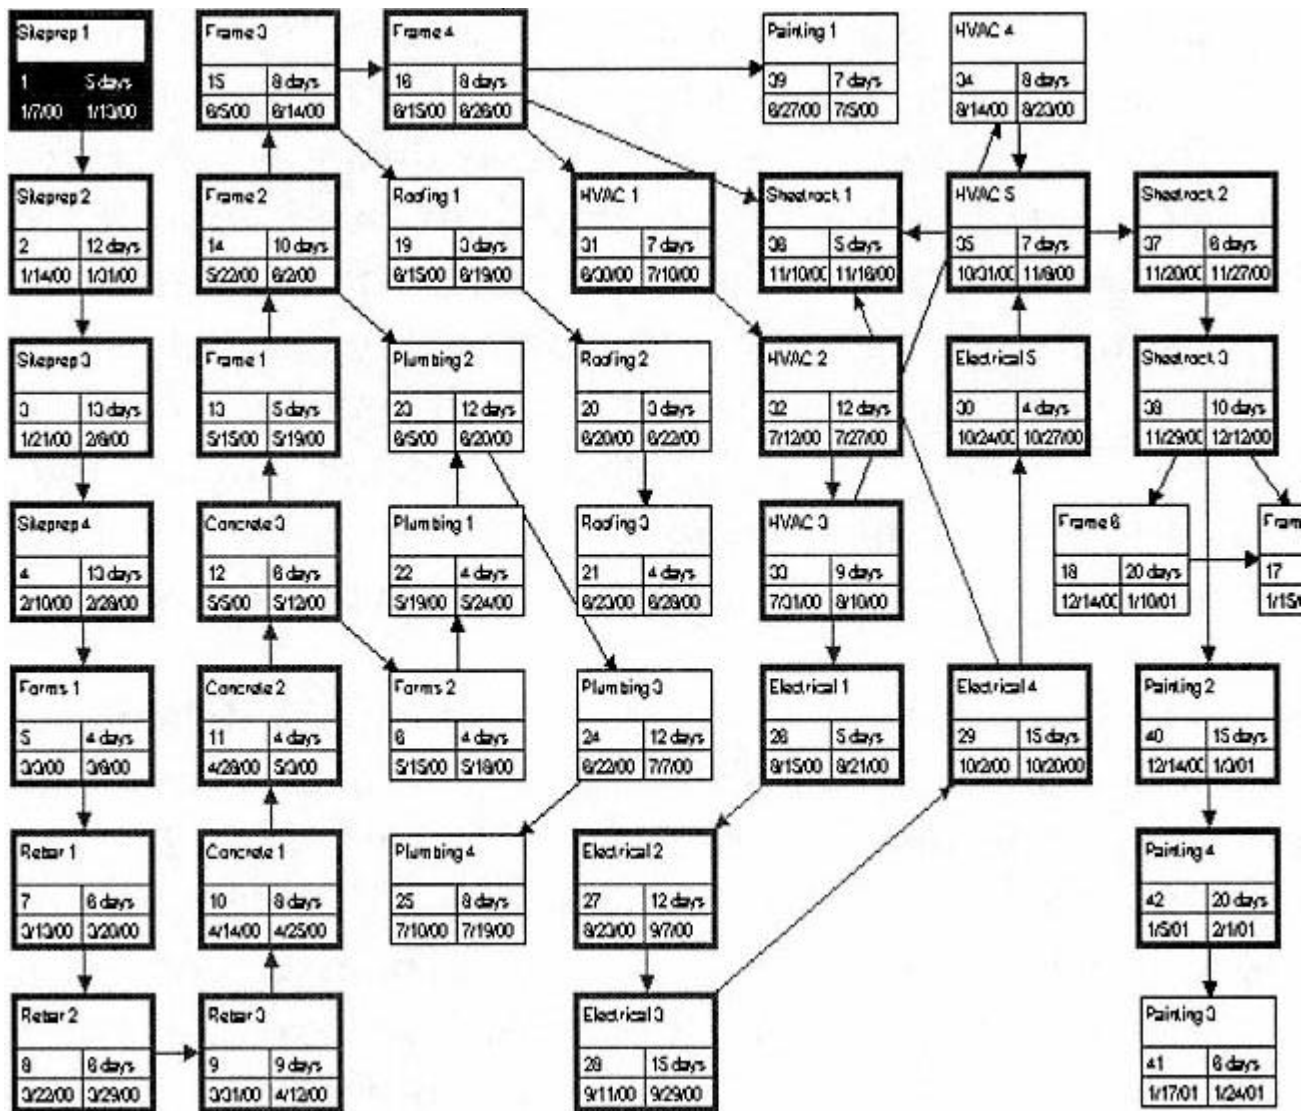 Siteprep 1
1 5 days
1/7/00 1/13/00
Siteprep 2
2 12 days
1/14/00 1/31/00
Siteprep 3
3 13 days
1/21/00 2/8/00
Siteprep 4
4 13 days
2/10/00 2/28/00
Forms 1
5 4 days
3/3/00 3/8/00
Rebar 1
7 6 days
3/13/00 3/20/00
Rebar 2
8 6 days
3/22/00 3/29/00
Frame 3
15 8 days
6/5/00 6/14/00
Frame 2
14 10 days
5/22/00 6/2/00
Frame 1
13 5 days
5/15/00 5/19/00
Concrete 3
12 6 days
5/5/00 5/12/00
Concrete 2
11 4 days
4/28/00 5/3/00
Concrete 1
10 8 days
4/14/00 4/25/00
Rebar 3
9 9 days
3/31/00 4/12/00
Frame 4
16 8 days
6/15/00 6/26/00
Roofing 1
19 3 days
6/15/00 6/19/00
Plumbing 2
23 12 days
6/5/00 6/20/00
Plumbing 1
22 4 days
5/19/00 5/24/00
Forms 2
6 4 days
5/15/00 5/18/00
Plumbing 4
25 8 days
7/10/00 7/19/00
HVAC 1
31 7 days
6/30/00 7/10/00
Roofing 2
20 3 days
6/20/00 6/22/00
Roofing 3
21 4 days
6/23/00 6/28/00
Plumbing 3
24 12 days
6/22/00 7/7/00
Electrical 2
27 12 days
8/23/00 9/7/00
Electrical 3
28 15 days
9/11/00 9/29/00
Painting 1
39 7 days
6/27/00 7/5/00
Sheetrock 1
36 5 days
11/10/00 11/16/00
HVAC 2
32 12 days
7/12/00 7/27/00
HVAC 3
33 9 days
7/31/00 8/10/00
Electrical 1
26 5 days
8/15/00 8/21/00
HVAC 4
34 8 days
8/14/00 8/23/00
HVAC 5
35 7 days
10/31/00 11/8/00
Electrical 5
30 4 days
10/24/00 10/27/00
Electrical 4
29 15 days
10/2/00 10/20/00
Sheetrock 2
37 6 days
11/20/00 11/27/00
Sheetrock 3
38 10 days
11/29/00 12/12/00
Frame 6
18 20 days
12/14/00 1/10/01
Fram
17
1/15/
Painting 2
40 15 days
12/14/00 1/3/01
Painting 4
42 20 days
1/5/01 2/1/01
Painting 3
41 6 days
1/17/01 1/24/01